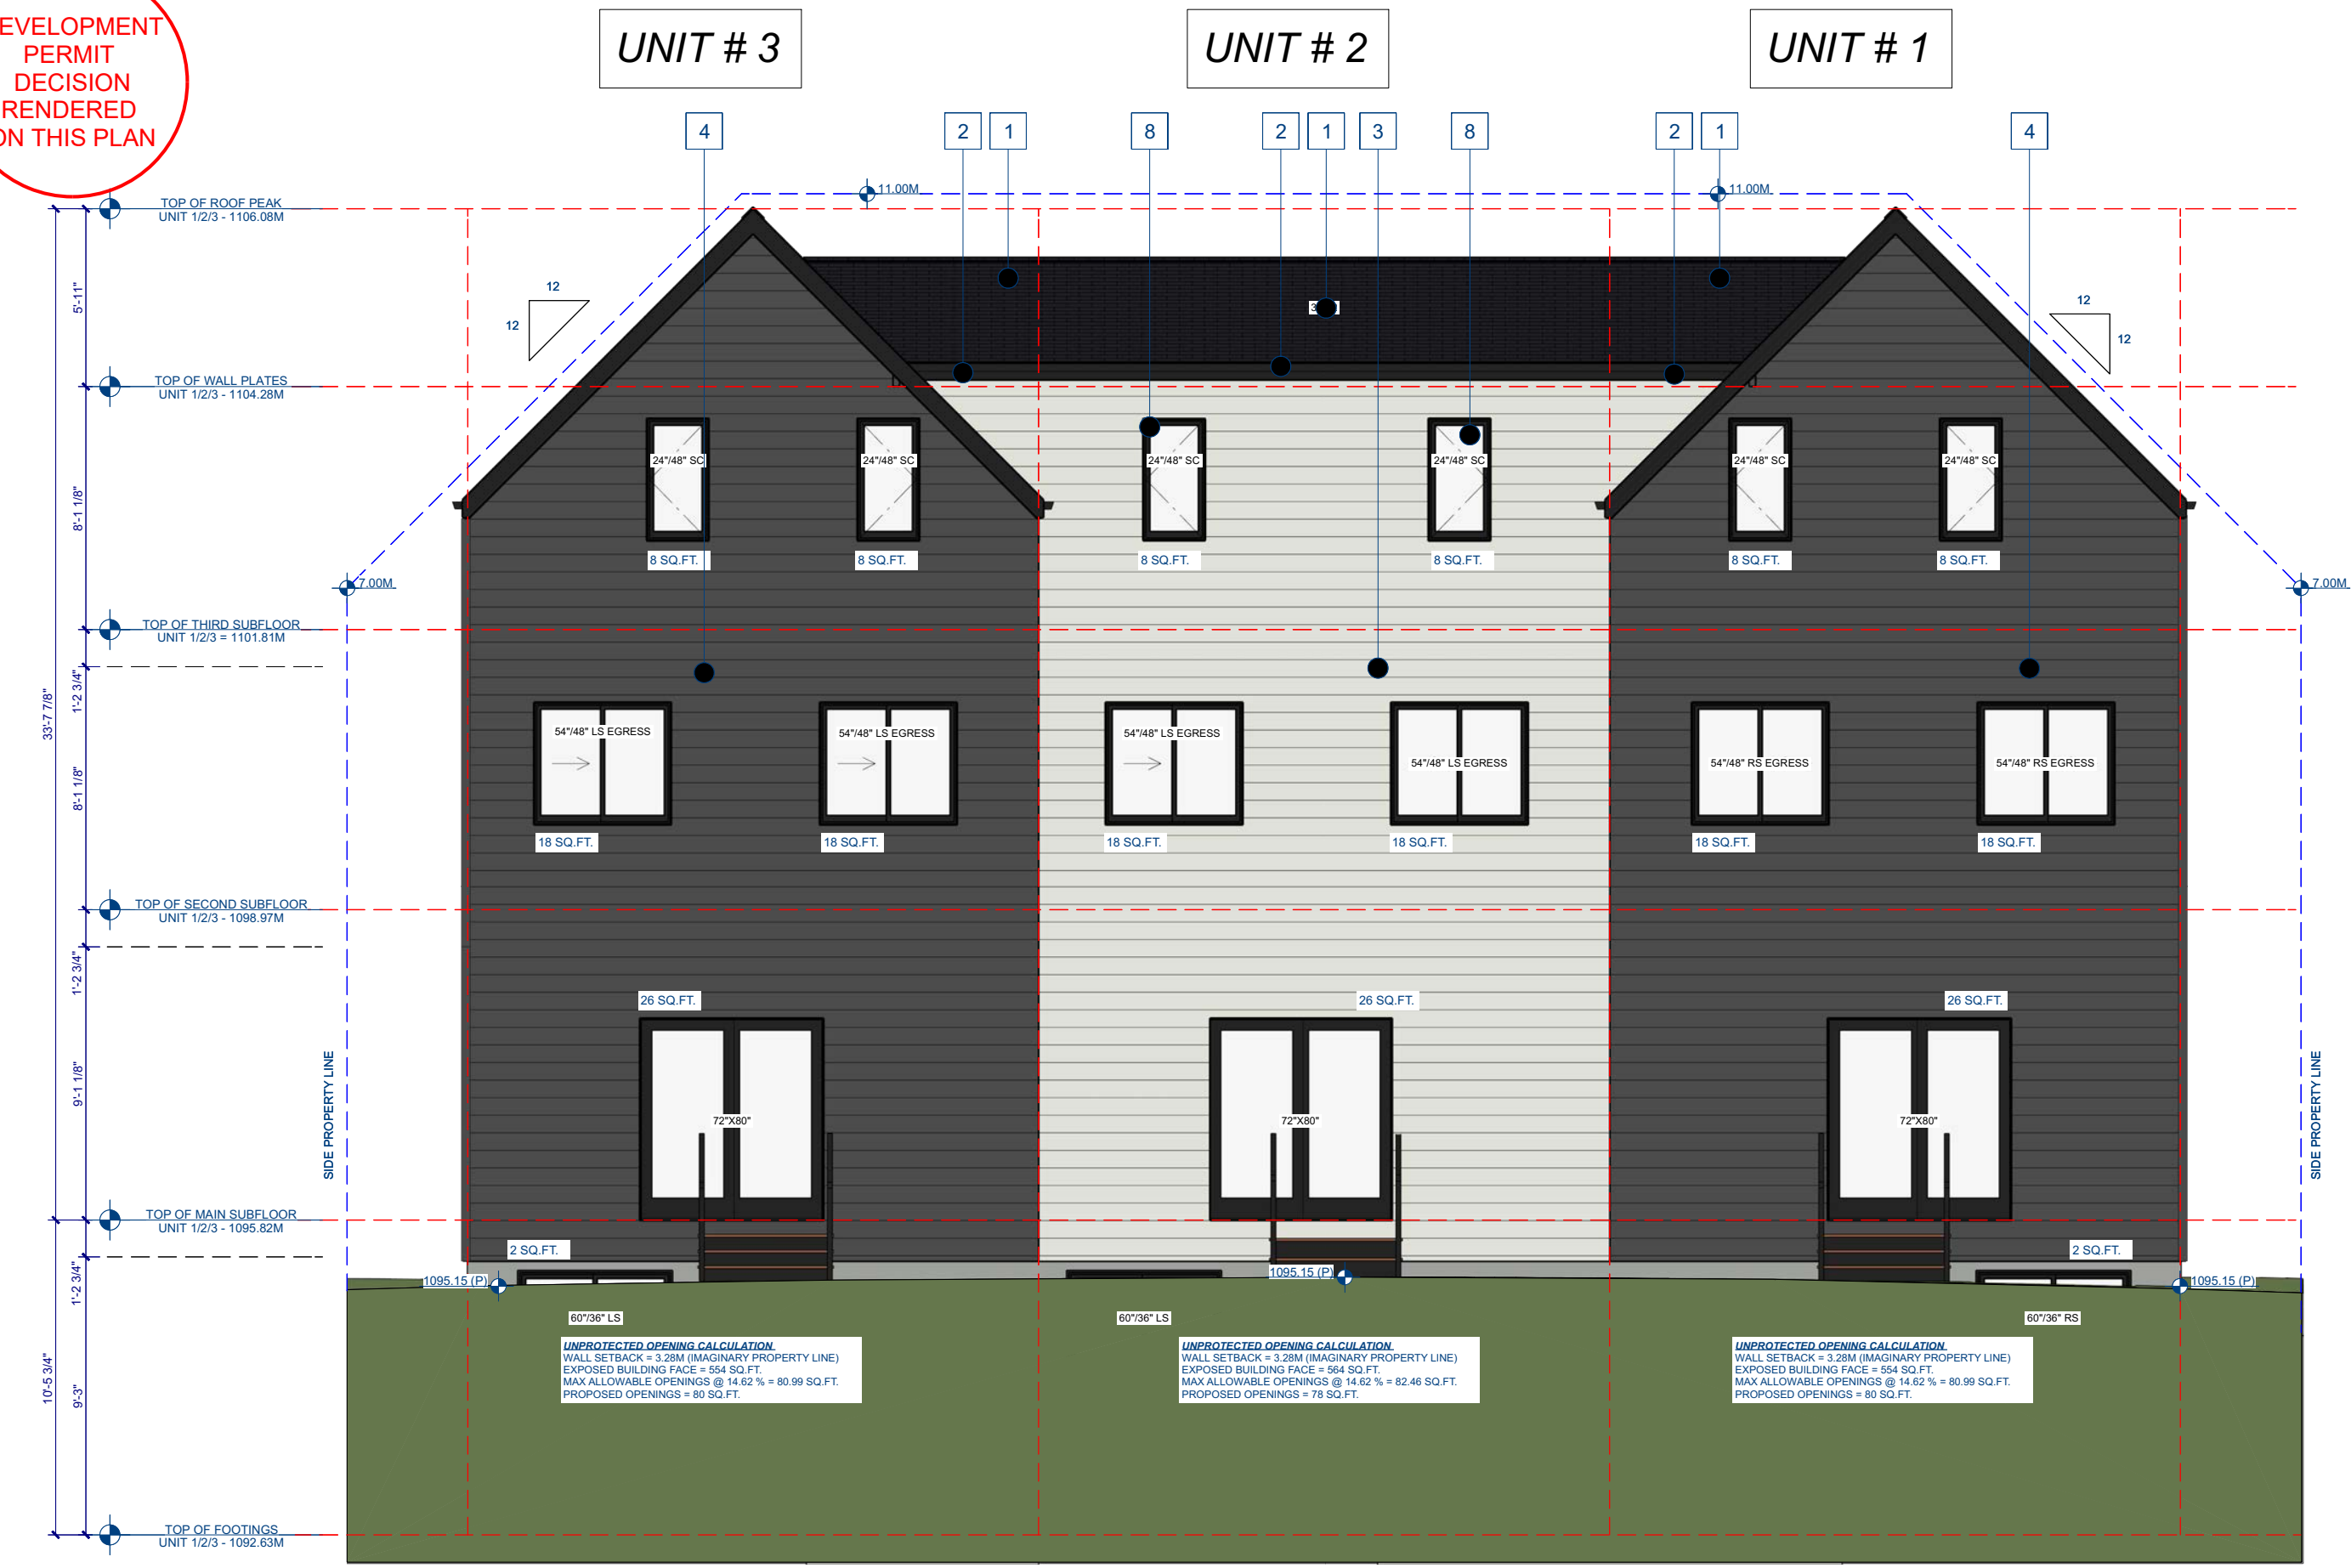 EVELOPMENT
PERMIT
DECISION
RENDERED
ON THIS PLAN
UNIT # 3
UNIT # 2
UNIT # 1
4
2
1
8
2
1
3
8
2
1
4
11.00M
11.00M
TOP OF ROOF PEAK
UNIT 1/2/3 - 1106.08M
5'-11"
12
12
12
12
TOP OF WALL PLATES
UNIT 1/2/3 - 1104.28M
24"/48" SC
24"/48" SC
24"/48" SC
24"/48" SC
24"/48" SC
24"/48" SC
8'-1 1/8"
8 SQ.FT.
8 SQ.FT.
8 SQ.FT.
8 SQ.FT.
8 SQ.FT.
8 SQ.FT.
7.00M
7.00M
TOP OF THIRD SUBFLOOR
UNIT 1/2/3 = 1101.81M
1'-2 3/4"
33'-7 7/8"
54"/48" LS EGRESS
54"/48" LS EGRESS
54"/48" LS EGRESS
54"/48" LS EGRESS
54"/48" RS EGRESS
54"/48" RS EGRESS
8'-1 1/8"
18 SQ.FT.
18 SQ.FT.
18 SQ.FT.
18 SQ.FT.
18 SQ.FT.
18 SQ.FT.
TOP OF SECOND SUBFLOOR
UNIT 1/2/3 - 1098.97M
1'-2 3/4"
26 SQ.FT.
26 SQ.FT.
26 SQ.FT.
9'-1 1/8"
SIDE PROPERTY LINE
SIDE PROPERTY LINE
72"X80"
72"X80"
72"X80"
TOP OF MAIN SUBFLOOR
UNIT 1/2/3 - 1095.82M
2 SQ.FT.
2 SQ.FT.
1'-2 3/4"
1095.15 (P)
1095.15 (P)
1095.15 (P)
60"/36" LS
60"/36" LS
60"/36" RS
10'-5 3/4"
9'-3"
UNPROTECTED OPENING CALCULATION
WALL SETBACK = 3.28M (IMAGINARY PROPERTY LINE)
EXPOSED BUILDING FACE = 554 SQ.FT.
MAX ALLOWABLE OPENINGS @ 14.62 % = 80.99 SQ.FT.
PROPOSED OPENINGS = 80 SQ.FT.
UNPROTECTED OPENING CALCULATION
WALL SETBACK = 3.28M (IMAGINARY PROPERTY LINE)
EXPOSED BUILDING FACE = 564 SQ.FT.
MAX ALLOWABLE OPENINGS @ 14.62 % = 82.46 SQ.FT.
PROPOSED OPENINGS = 78 SQ.FT.
UNPROTECTED OPENING CALCULATION
WALL SETBACK = 3.28M (IMAGINARY PROPERTY LINE)
EXPOSED BUILDING FACE = 554 SQ.FT.
MAX ALLOWABLE OPENINGS @ 14.62 % = 80.99 SQ.FT.
PROPOSED OPENINGS = 80 SQ.FT.
TOP OF FOOTINGS
UNIT 1/2/3 - 1092.63M